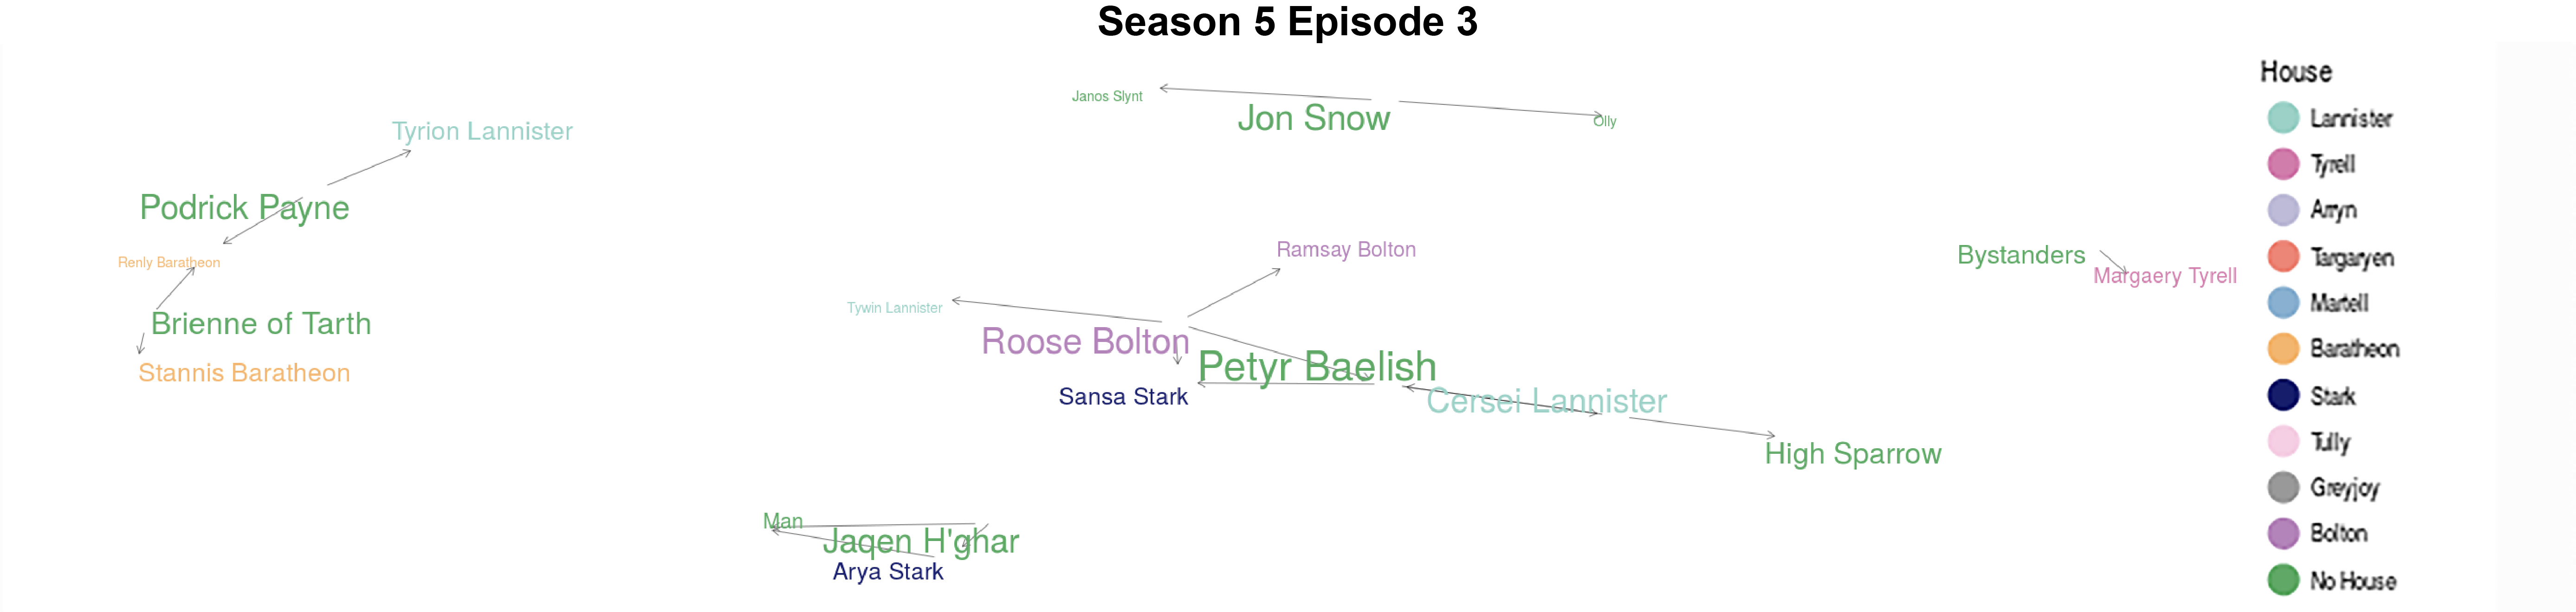 Season 5 Episode 3
Janos Slynt
Jon Snow
Olly
Tyrion Lannister
Podrick Payne
Renly Baratheon
Brienne of Tarth
Stannis Baratheon
Ramsay Bolton
Tywin Lannister
Roose Bolton
Petyr Baelish
Sansa Stark
Cersei Lannister
High Sparrow
Bystanders
Margaery Tyrell
Man
Jaqen H'ghar
Arya Stark
House
Lannister
Tyrell
Arryn
Targaryen
Martell
Baratheon
Stark
Tully
Greyjoy
Bolton
No House